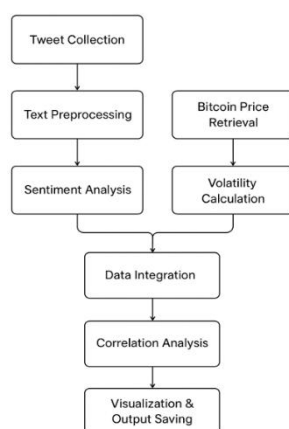 Tweet Collection
Text Preprocessing
Bitcoin Price
Retrieval
Sentiment Analysis
Volatility
Calculation
Data Integration
Correlation Analysis
Visualization &
Output Saving